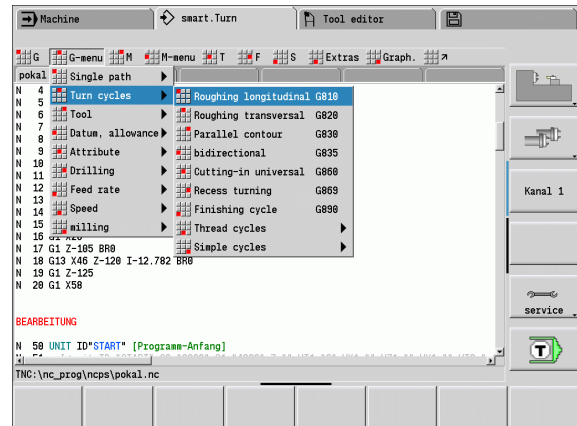 Machine smart.Turn Tool editor
G G-menu M M-menu T F S Extras Graph.
pokal
Single path
Turn cycles
Tool
Datum, allowance
Attribute
Drilling
Feed rate
Speed
milling
Roughing longitudinal G810
Roughing transversal G820
Parallel contour G830
bidirectional G835
Cutting-in universal G860
Recess turning G869
Finishing cycle G890
Thread cycles
Simple cycles
N 4
N 5
N 6
N 7
N 8
N 9
N 10
N 11
N 12
N 13
N 14
N 15
N 16 G1 X20
N 17 G1 Z-105 BR0
N 18 G13 X46 Z-120 I-12.782 BR0
N 19 G1 Z-125
N 20 G1 X58
BEARBEITUNG
N 50 UNIT ID"START" [Programm-Anfang]
TNC:\nc_prog\ncps\pokal.nc
Kanal 1
service
T